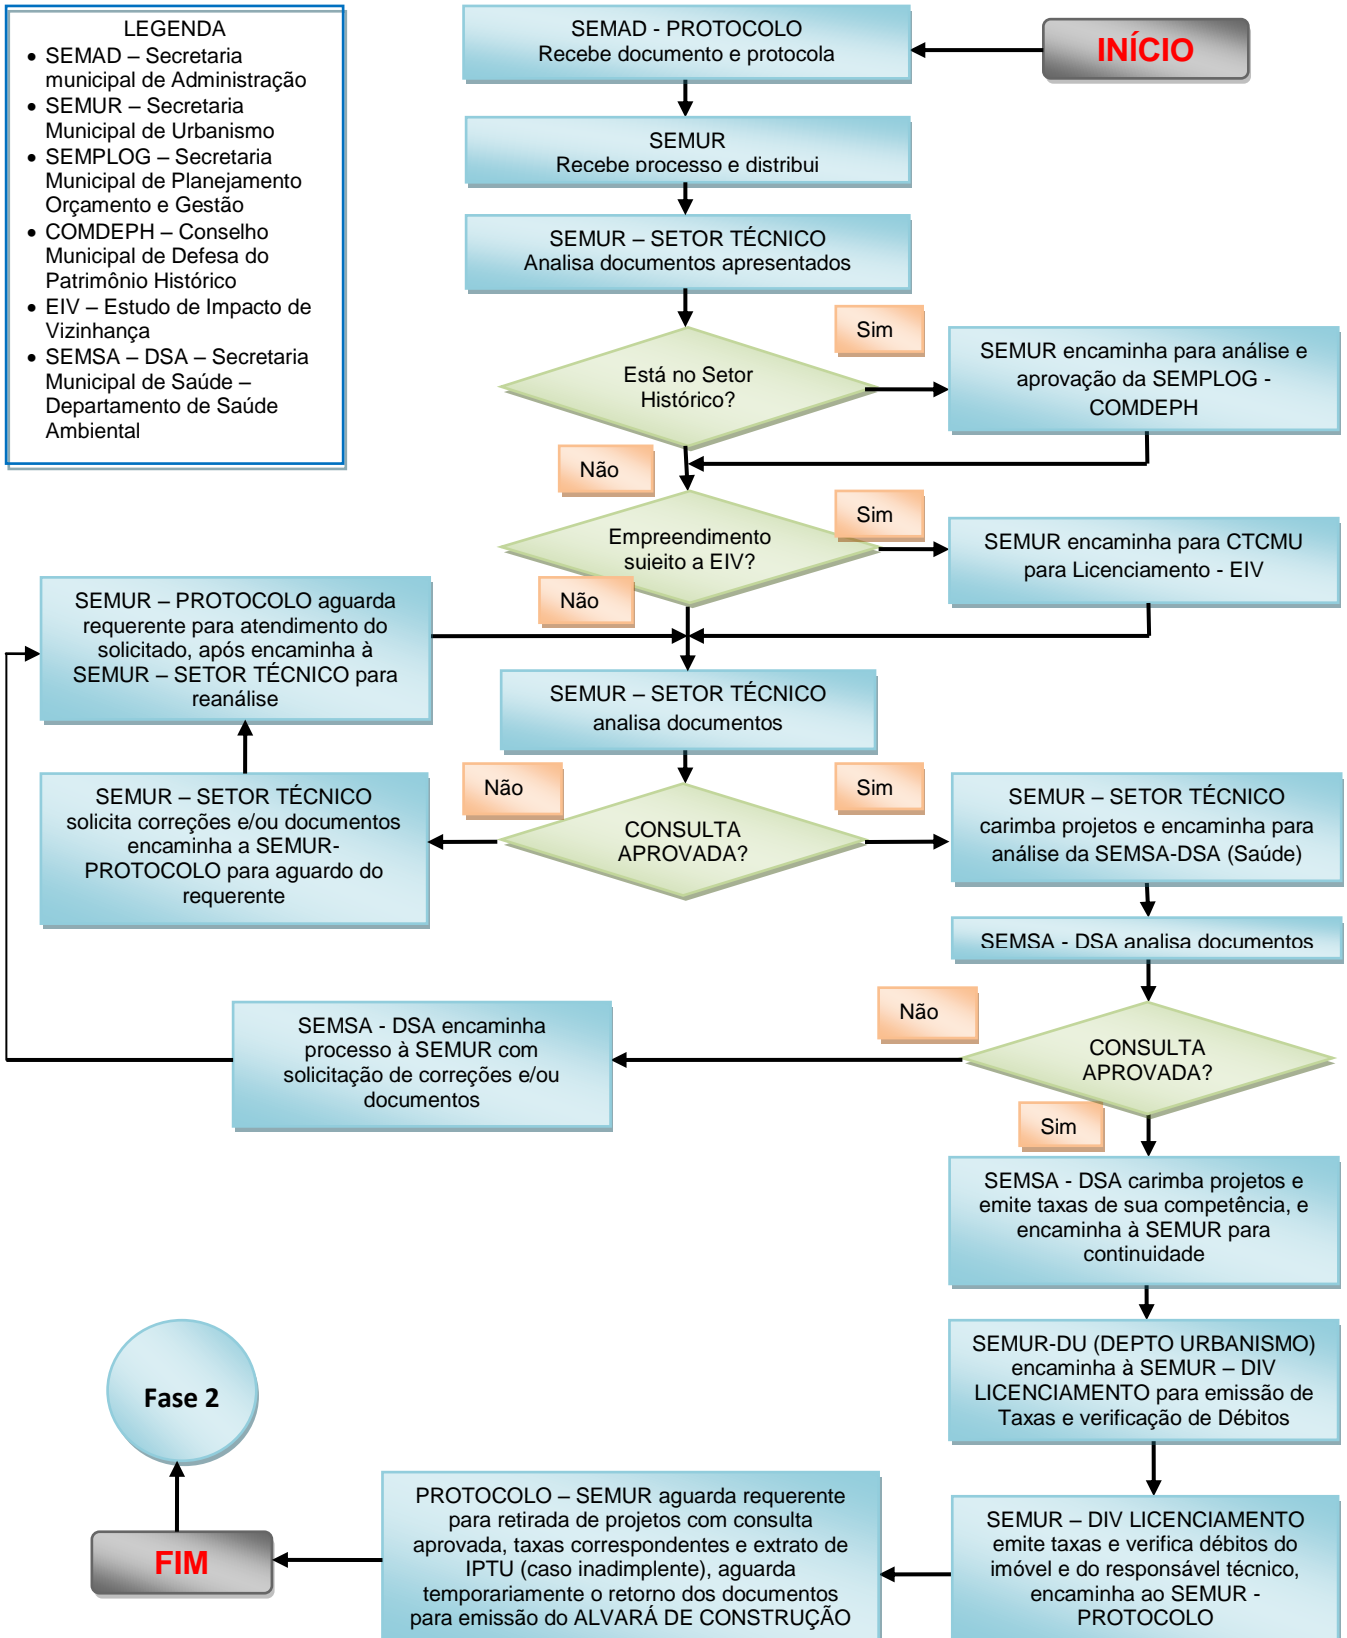 LEGENDA
• SEMAD – Secretaria
municipal de Administração
• SEMUR – Secretaria
Municipal de Urbanismo
• SEMPLOG – Secretaria
Municipal de Planejamento
Orçamento e Gestão
• COMDEPH – Conselho
Municipal de Defesa do
Patrimônio Histórico
• EIV – Estudo de Impacto de
Vizinhança
• SEMSA – DSA – Secretaria
Municipal de Saúde –
Departamento de Saúde
Ambiental
INÍCIO
SEMAD - PROTOCOLO
Recebe documento e protocola
SEMUR
Recebe processo e distribui
SEMUR – SETOR TÉCNICO
Analisa documentos apresentados
Está no Setor
Histórico?
Sim
SEMUR encaminha para análise e
aprovação da SEMPLOG -
COMDEPH
Não
Empreendimento
sujeito a EIV?
Sim
SEMUR encaminha para CTCMU
para Licenciamento - EIV
Não
SEMUR – PROTOCOLO aguarda
requerente para atendimento do
solicitado, após encaminha à
SEMUR – SETOR TÉCNICO para
reanálise
SEMUR – SETOR TÉCNICO
analisa documentos
CONSULTA
APROVADA?
Não
SEMUR – SETOR TÉCNICO
solicita correções e/ou documentos
encaminha a SEMUR-
PROTOCOLO para aguardo do
requerente
Sim
SEMUR – SETOR TÉCNICO
carimba projetos e encaminha para
análise da SEMSA-DSA (Saúde)
SEMSA - DSA analisa documentos
CONSULTA
APROVADA?
Não
SEMSA - DSA encaminha
processo à SEMUR com
solicitação de correções e/ou
documentos
Sim
SEMSA - DSA carimba projetos e
emite taxas de sua competência, e
encaminha à SEMUR para
continuidade
SEMUR-DU (DEPTO URBANISMO)
encaminha à SEMUR – DIV
LICENCIAMENTO para emissão de
Taxas e verificação de Débitos
SEMUR – DIV LICENCIAMENTO
emite taxas e verifica débitos do
imóvel e do responsável técnico,
encaminha ao SEMUR -
PROTOCOLO
PROTOCOLO – SEMUR aguarda requerente
para retirada de projetos com consulta
aprovada, taxas correspondentes e extrato de
IPTU (caso inadimplente), aguarda
temporariamente o retorno dos documentos
para emissão do ALVARÁ DE CONSTRUÇÃO
FIM
Fase 2